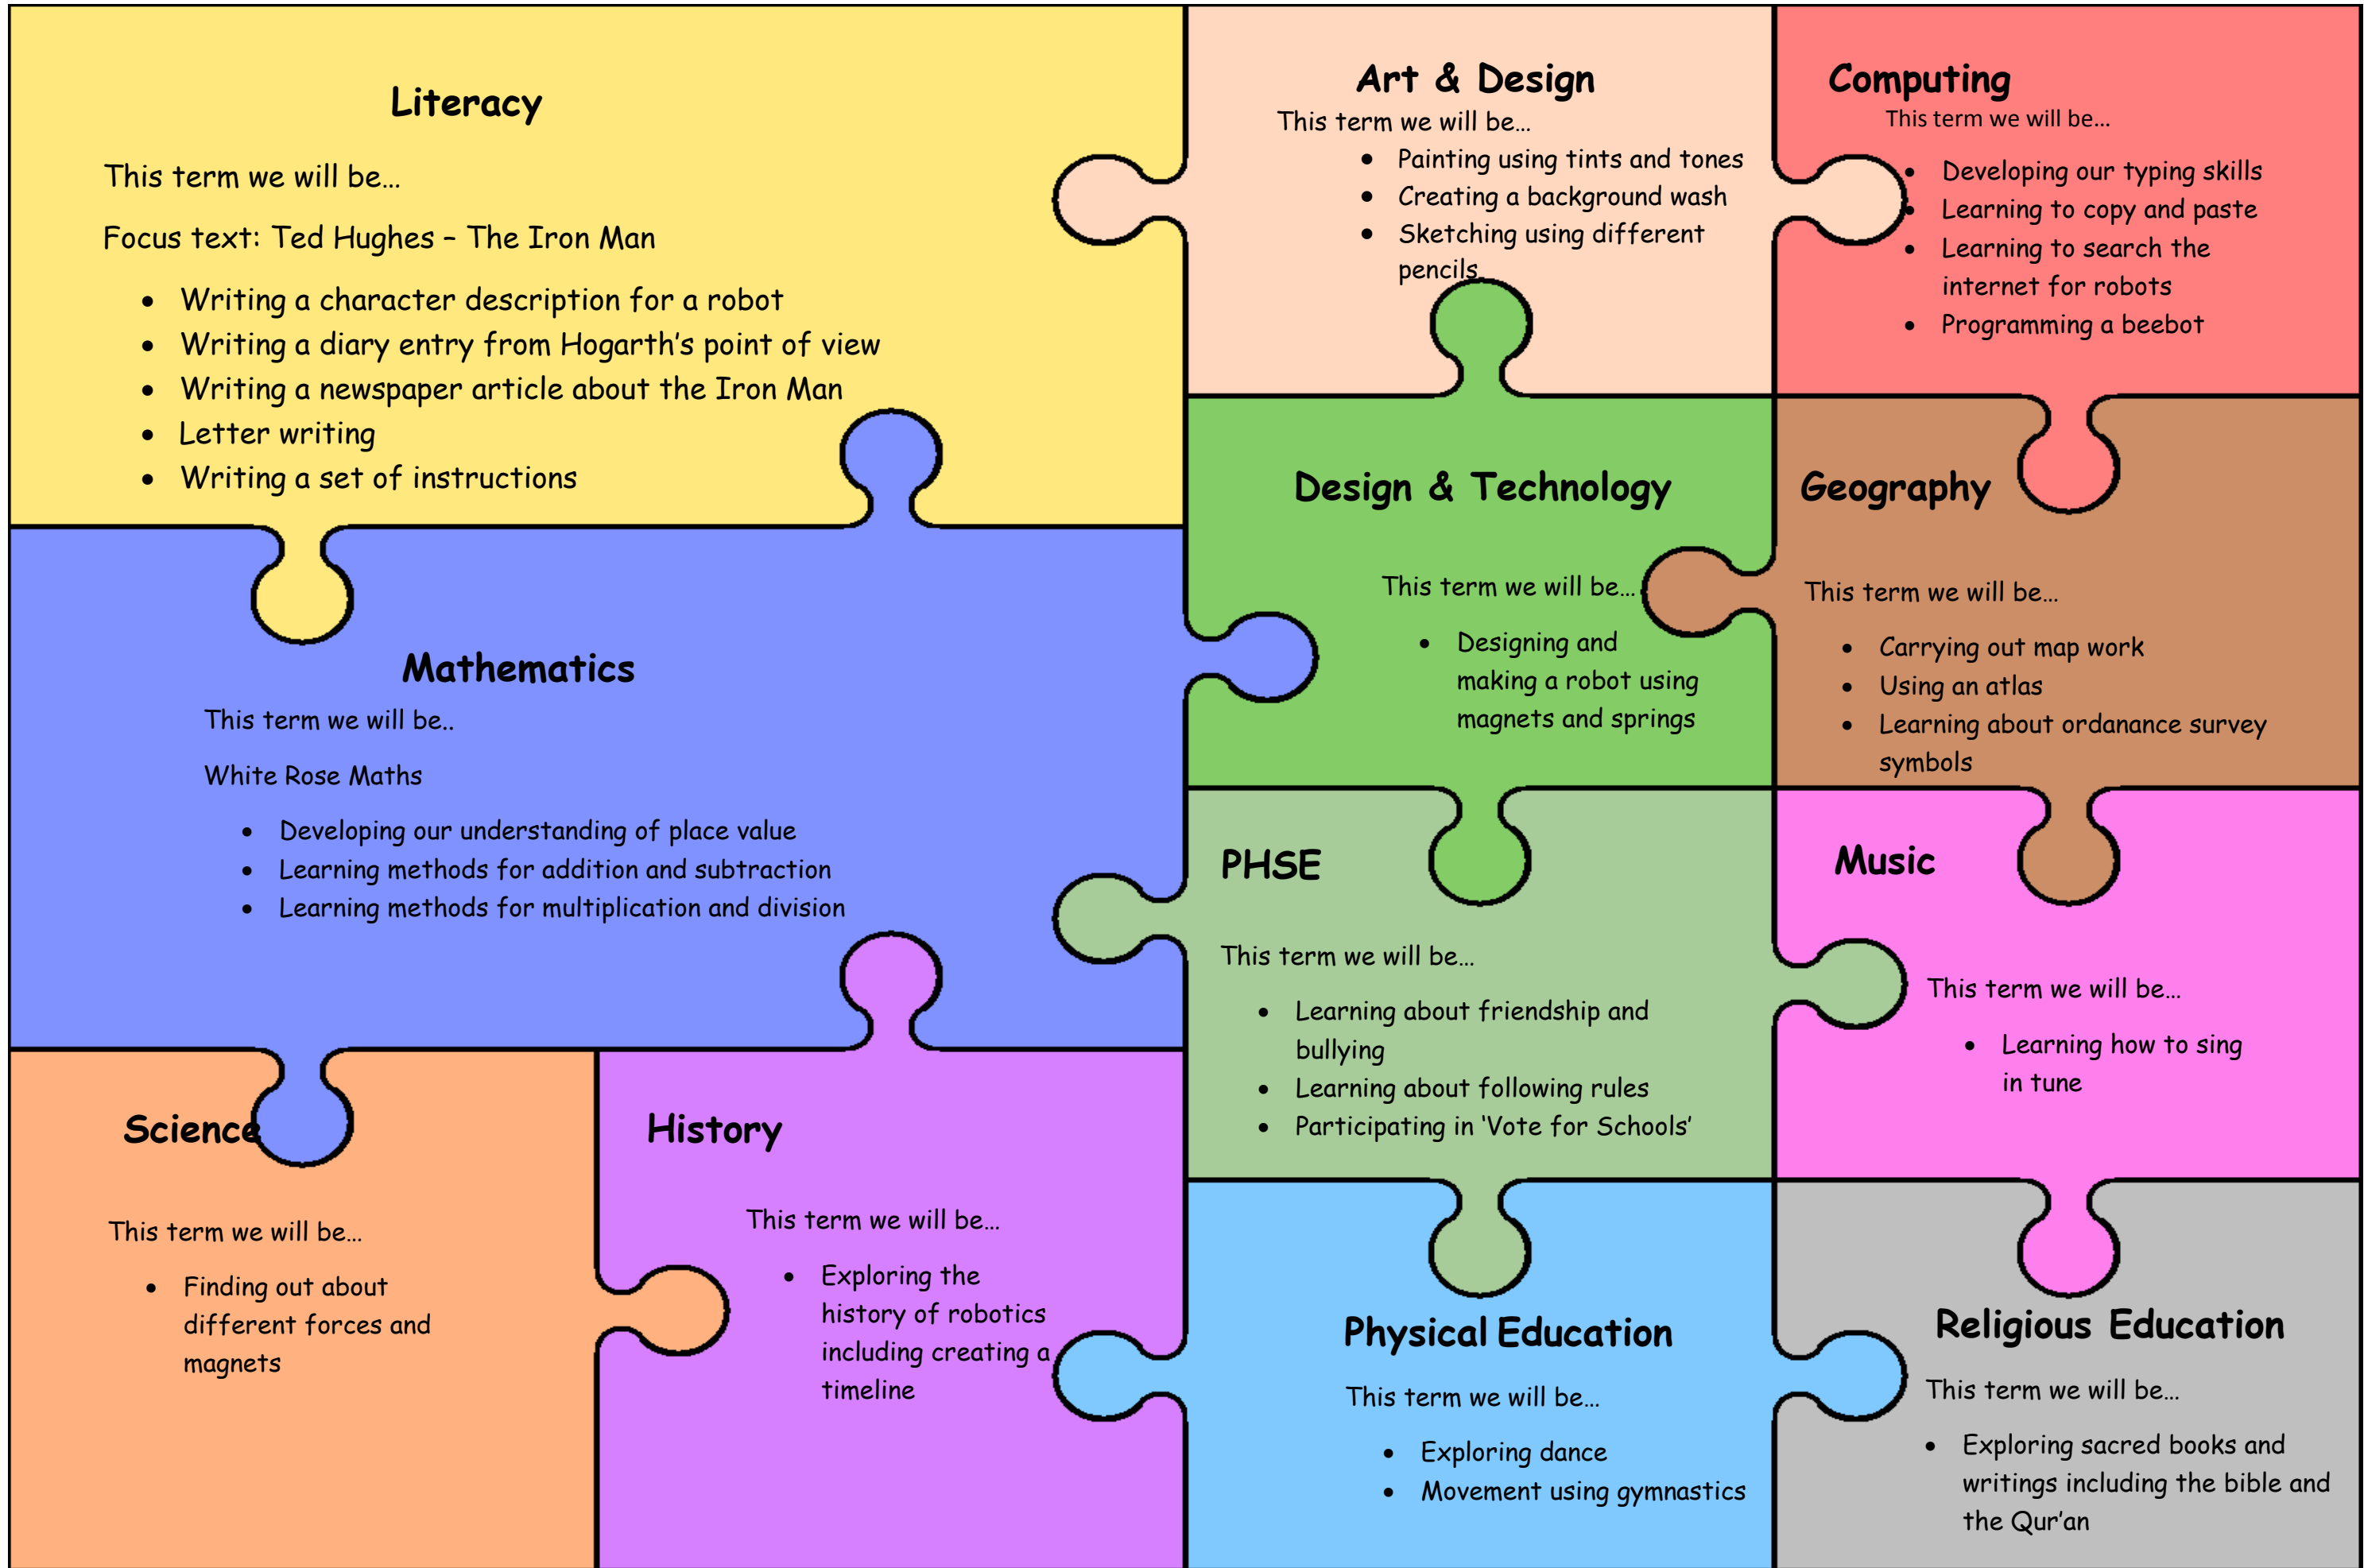 Literacy
This term we will be…
Focus text: Ted Hughes – The Iron Man
• Writing a character description for a robot
• Writing a diary entry from Hogarth's point of view
• Writing a newspaper article about the Iron Man
• Letter writing
• Writing a set of instructions
Art & Design
This term we will be…
• Painting using tints and tones
• Creating a background wash
• Sketching using different
pencils
Computing
This term we will be…
• Developing our typing skills
• Learning to copy and paste
• Learning to search the
internet for robots
• Programming a beebot
Mathematics
This term we will be..
White Rose Maths
• Developing our understanding of place value
• Learning methods for addition and subtraction
• Learning methods for multiplication and division
Design & Technology
This term we will be…
• Designing and
making a robot using
magnets and springs
Geography
This term we will be…
• Carrying out map work
• Using an atlas
• Learning about ordanance survey
symbols
PHSE
This term we will be…
• Learning about friendship and
bullying
• Learning about following rules
• Participating in 'Vote for Schools'
Music
This term we will be…
• Learning how to sing
in tune
Science
This term we will be…
• Finding out about
different forces and
magnets
History
This term we will be…
• Exploring the
history of robotics
including creating a
timeline
Physical Education
This term we will be…
• Exploring dance
• Movement using gymnastics
Religious Education
This term we will be…
• Exploring sacred books and
writings including the bible and
the Qur'an